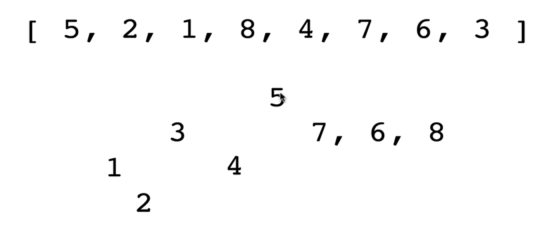 [ 5, 2, 1, 8, 4, 7, 6, 3 ]
5
3 7, 6, 8
1 4
2